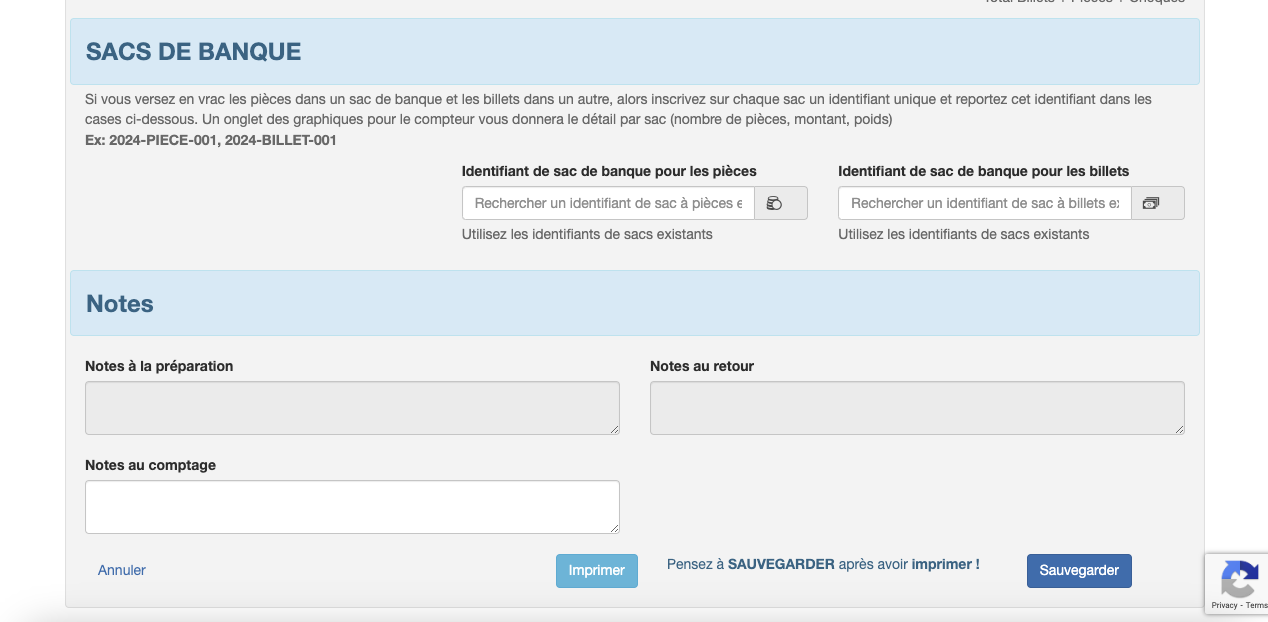 Total Billets + Pièces + Chèques
SACS DE BANQUE
Si vous versez en vrac les pièces dans un sac de banque et les billets dans un autre, alors inscrivez sur chaque sac un identifiant unique et reportez cet identifiant dans les
cases ci-dessous. Un onglet des graphiques pour le compteur vous donnera le détail par sac (nombre de pièces, montant, poids)
Ex: 2024-PIECE-001, 2024-BILLET-001
Identifiant de sac de banque pour les pièces
Identifiant de sac de banque pour les billets
Rechercher un identifiant de sac à pièces e
Rechercher un identifiant de sac à billets ex
Utilisez les identifiants de sacs existants
Utilisez les identifiants de sacs existants
Notes
Notes à la préparation
Notes au retour
Notes au comptage
Annuler
Imprimer
Pensez à SAUVEGARDER après avoir imprimer !
Sauvegarder
Privacy - Terms